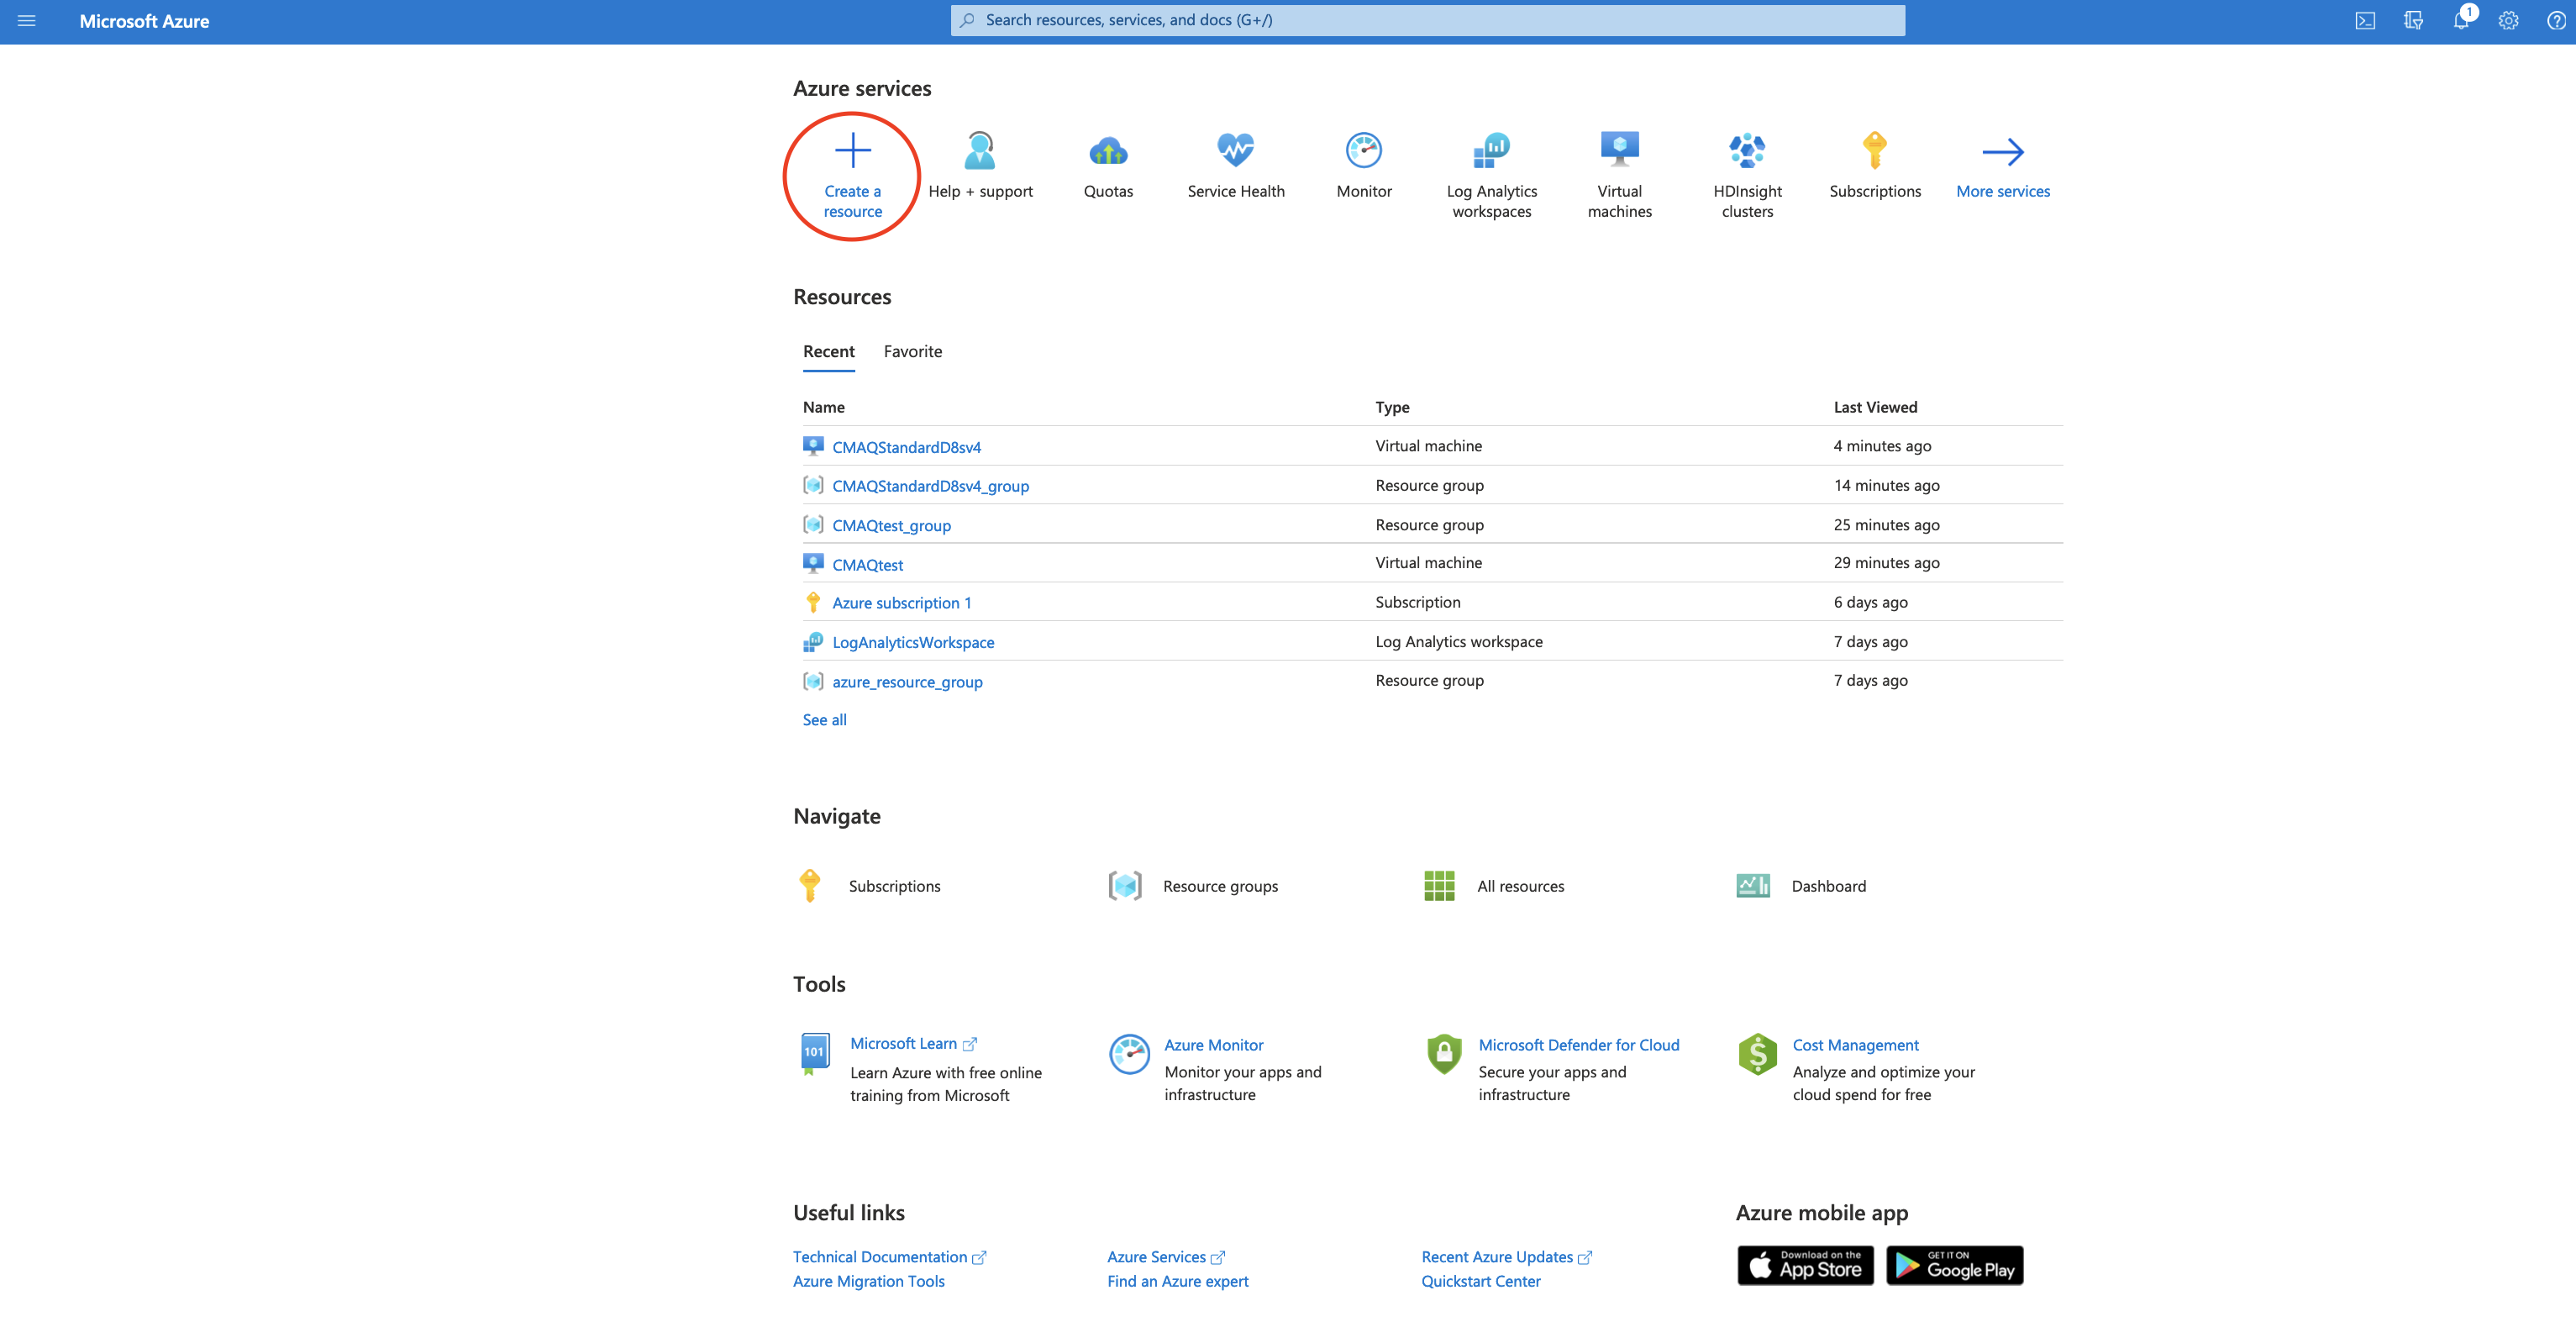 Microsoft Azure
Search resources, services, and docs (G+/)
1
Azure services
Create a
resource
Help + support
Quotas
Service Health
Monitor
Log Analytics
workspaces
Virtual
machines
HDInsight
clusters
Subscriptions
More services
Resources
Recent Favorite
Name Type Last Viewed
CMAQStandardD8sv4 Virtual machine 4 minutes ago
CMAQStandardD8sv4_group Resource group 14 minutes ago
CMAQtest_group Resource group 25 minutes ago
CMAQtest Virtual machine 29 minutes ago
Azure subscription 1 Subscription 6 days ago
LogAnalyticsWorkspace Log Analytics workspace 7 days ago
azure_resource_group Resource group 7 days ago
See all
Navigate
Subscriptions Resource groups All resources Dashboard
Tools
101
Microsoft Learn
Learn Azure with free online
training from Microsoft
Azure Monitor
Monitor your apps and
infrastructure
Microsoft Defender for Cloud
Secure your apps and
infrastructure
Cost Management
Analyze and optimize your
cloud spend for free
Useful links
Technical Documentation
Azure Migration Tools
Azure Services
Find an Azure expert
Recent Azure Updates
Quickstart Center
Azure mobile app
Download on the
App Store
GET IT ON
Google Play